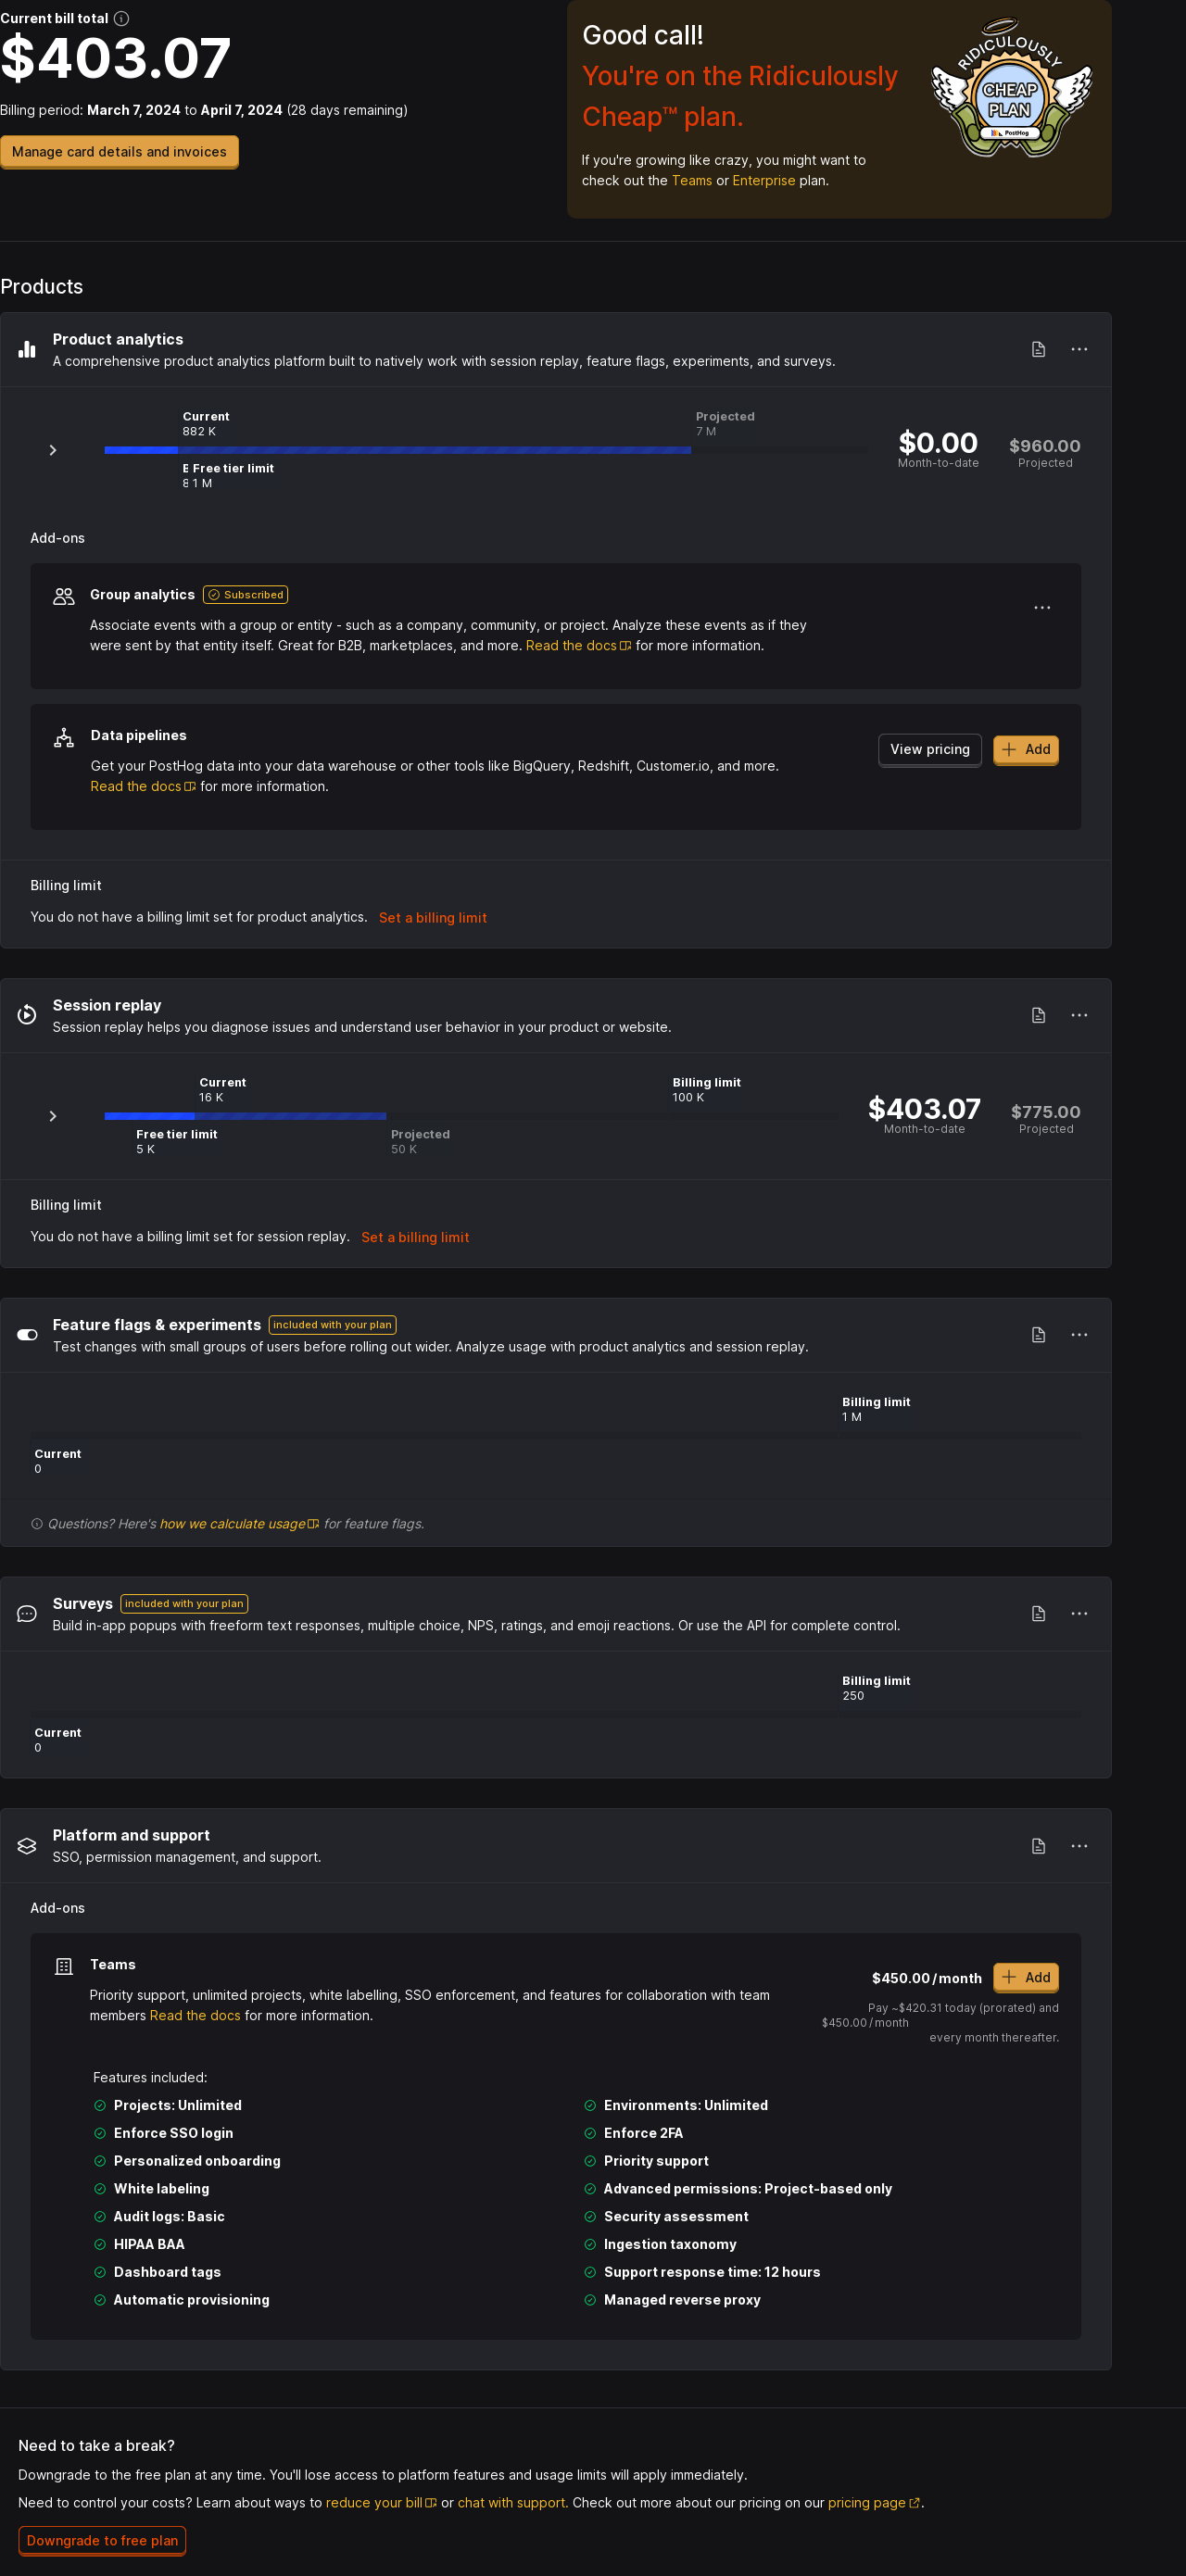 Current bill total
$403.07
Billing period: March 7, 2024 to April 7, 2024 (28 days remaining)
Manage card details and invoices
Good call!
You're on the Ridiculously
Cheap™ plan.
If you're growing like crazy, you might want to
check out the Teams or Enterprise plan.
RIDICULOUSLY
CHEAP
PLAN
PostHog
Products
Product analytics
A comprehensive product analytics platform built to natively work with session replay, feature flags, experiments, and surveys.
Current
882 K
Projected
7 M
Free tier limit
1 M
$0.00
Month-to-date
$960.00
Projected
Add-ons
Group analytics Subscribed
Associate events with a group or entity - such as a company, community, or project. Analyze these events as if they
were sent by that entity itself. Great for B2B, marketplaces, and more. Read the docs for more information.
Data pipelines
Get your PostHog data into your data warehouse or other tools like BigQuery, Redshift, Customer.io, and more.
Read the docs for more information.
View pricing
Add
Billing limit
You do not have a billing limit set for product analytics. Set a billing limit
Session replay
Session replay helps you diagnose issues and understand user behavior in your product or website.
Current
16 K
Billing limit
100 K
Free tier limit
5 K
Projected
50 K
$403.07
Month-to-date
$775.00
Projected
Billing limit
You do not have a billing limit set for session replay. Set a billing limit
Feature flags & experiments included with your plan
Test changes with small groups of users before rolling out wider. Analyze usage with product analytics and session replay.
Billing limit
1 M
Current
0
Questions? Here's how we calculate usage for feature flags.
Surveys included with your plan
Build in-app popups with freeform text responses, multiple choice, NPS, ratings, and emoji reactions. Or use the API for complete control.
Billing limit
250
Current
0
Platform and support
SSO, permission management, and support.
Add-ons
Teams
Priority support, unlimited projects, white labelling, SSO enforcement, and features for collaboration with team
members Read the docs for more information.
$450.00/month
Add
Pay ~$420.31 today (prorated) and
$450.00/month
every month thereafter.
Features included:
Projects: Unlimited
Environments: Unlimited
Enforce SSO login
Enforce 2FA
Personalized onboarding
Priority support
White labeling
Advanced permissions: Project-based only
Audit logs: Basic
Security assessment
HIPAA BAA
Ingestion taxonomy
Dashboard tags
Support response time: 12 hours
Automatic provisioning
Managed reverse proxy
Need to take a break?
Downgrade to the free plan at any time. You'll lose access to platform features and usage limits will apply immediately.
Need to control your costs? Learn about ways to reduce your bill or chat with support. Check out more about our pricing on our pricing page.
Downgrade to free plan